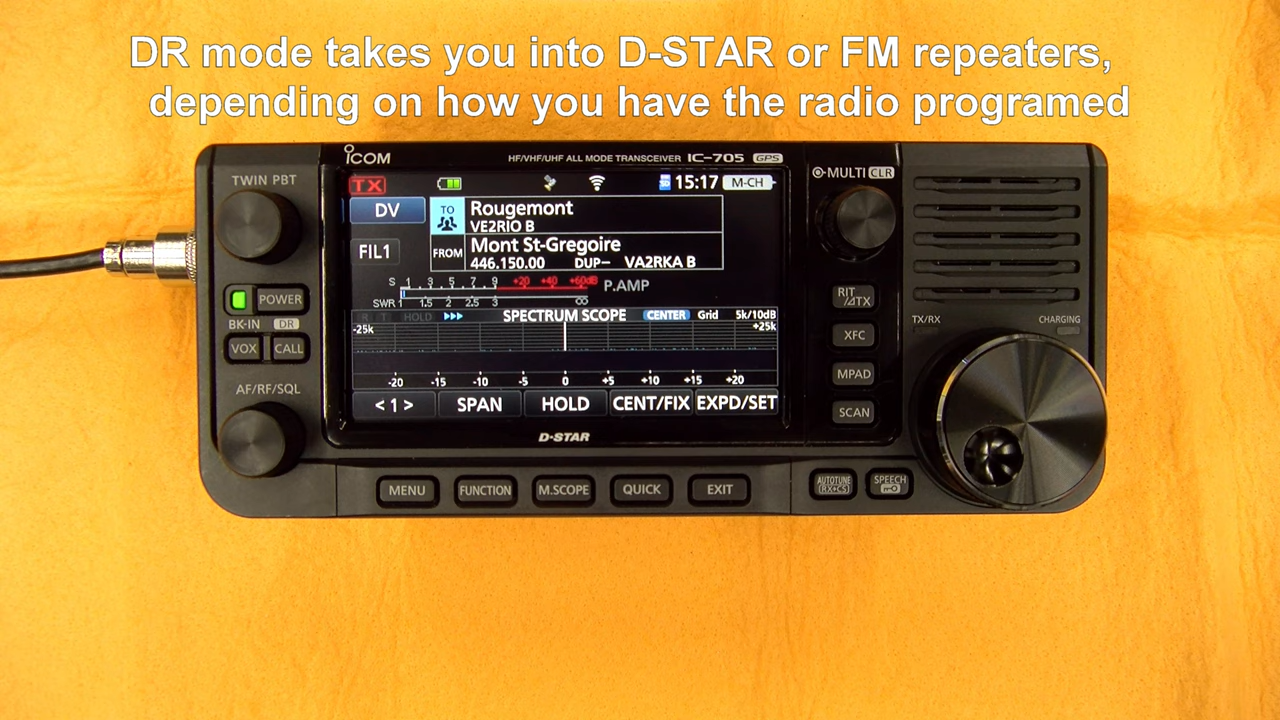 DR mode takes you into D-STAR or FM repeaters,
depending on how you have the radio programed
ICOM
HF/VHF/UHF ALL MODE TRANSCEIVER IC-705 GPS
TWIN PBT
MULTI CLR
TX 15:17 M-CH
DV
TO
Rougemont
VE2RIO B
FIL1
FROM
Mont St-Gregoire
446.150.00 DUP– VA2RKA B
S 1 . 3 . 5 . 7 . 9 +20 +40 +60dB P.AMP
SWR 1 1.5 2 2.5 3 ∞
R T HOLD SPECTRUM SCOPE CENTER Grid 5k/10dB
-25k +25k
-20 -15 -10 -5 0 +5 +10 +15 +20
< 1 > SPAN HOLD CENT/FIX EXPD/SET
D-STAR
POWER
BK-IN DR
VOX CALL
AF/RF/SQL
RIT
/ΔTX
XFC
MPAD
SCAN
TX/RX CHARGING
MENU FUNCTION M.SCOPE QUICK EXIT
AUTOTUNE
RX→CS
SPEECH